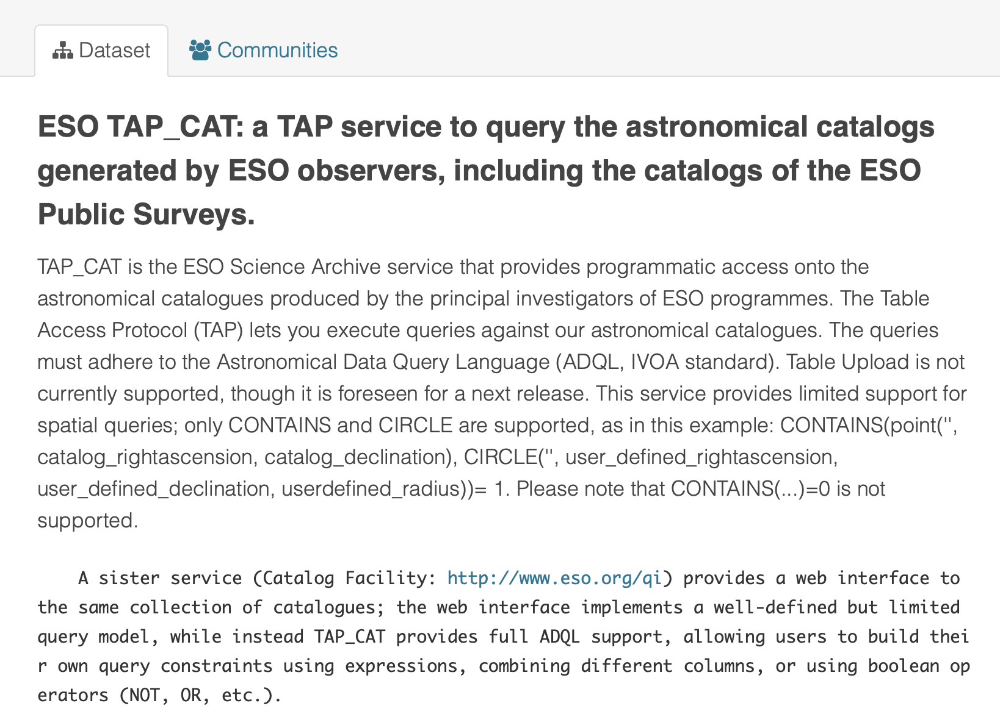 Dataset
Communities
ESO TAP_CAT: a TAP service to query the astronomical catalogs
generated by ESO observers, including the catalogs of the ESO
Public Surveys.
TAP_CAT is the ESO Science Archive service that provides programmatic access onto the
astronomical catalogues produced by the principal investigators of ESO programmes. The Table
Access Protocol (TAP) lets you execute queries against our astronomical catalogues. The queries
must adhere to the Astronomical Data Query Language (ADQL, IVOA standard). Table Upload is not
currently supported, though it is foreseen for a next release. This service provides limited support for
spatial queries; only CONTAINS and CIRCLE are supported, as in this example: CONTAINS(point('',
catalog_rightascension, catalog_declination), CIRCLE('', user_defined_rightascension,
user_defined_declination, userdefined_radius))= 1. Please note that CONTAINS(...)=0 is not
supported.
A sister service (Catalog Facility: http://www.eso.org/qi) provides a web interface to
the same collection of catalogues; the web interface implements a well-defined but limited
query model, while instead TAP_CAT provides full ADQL support, allowing users to build thei
r own query constraints using expressions, combining different columns, or using boolean op
erators (NOT, OR, etc.).